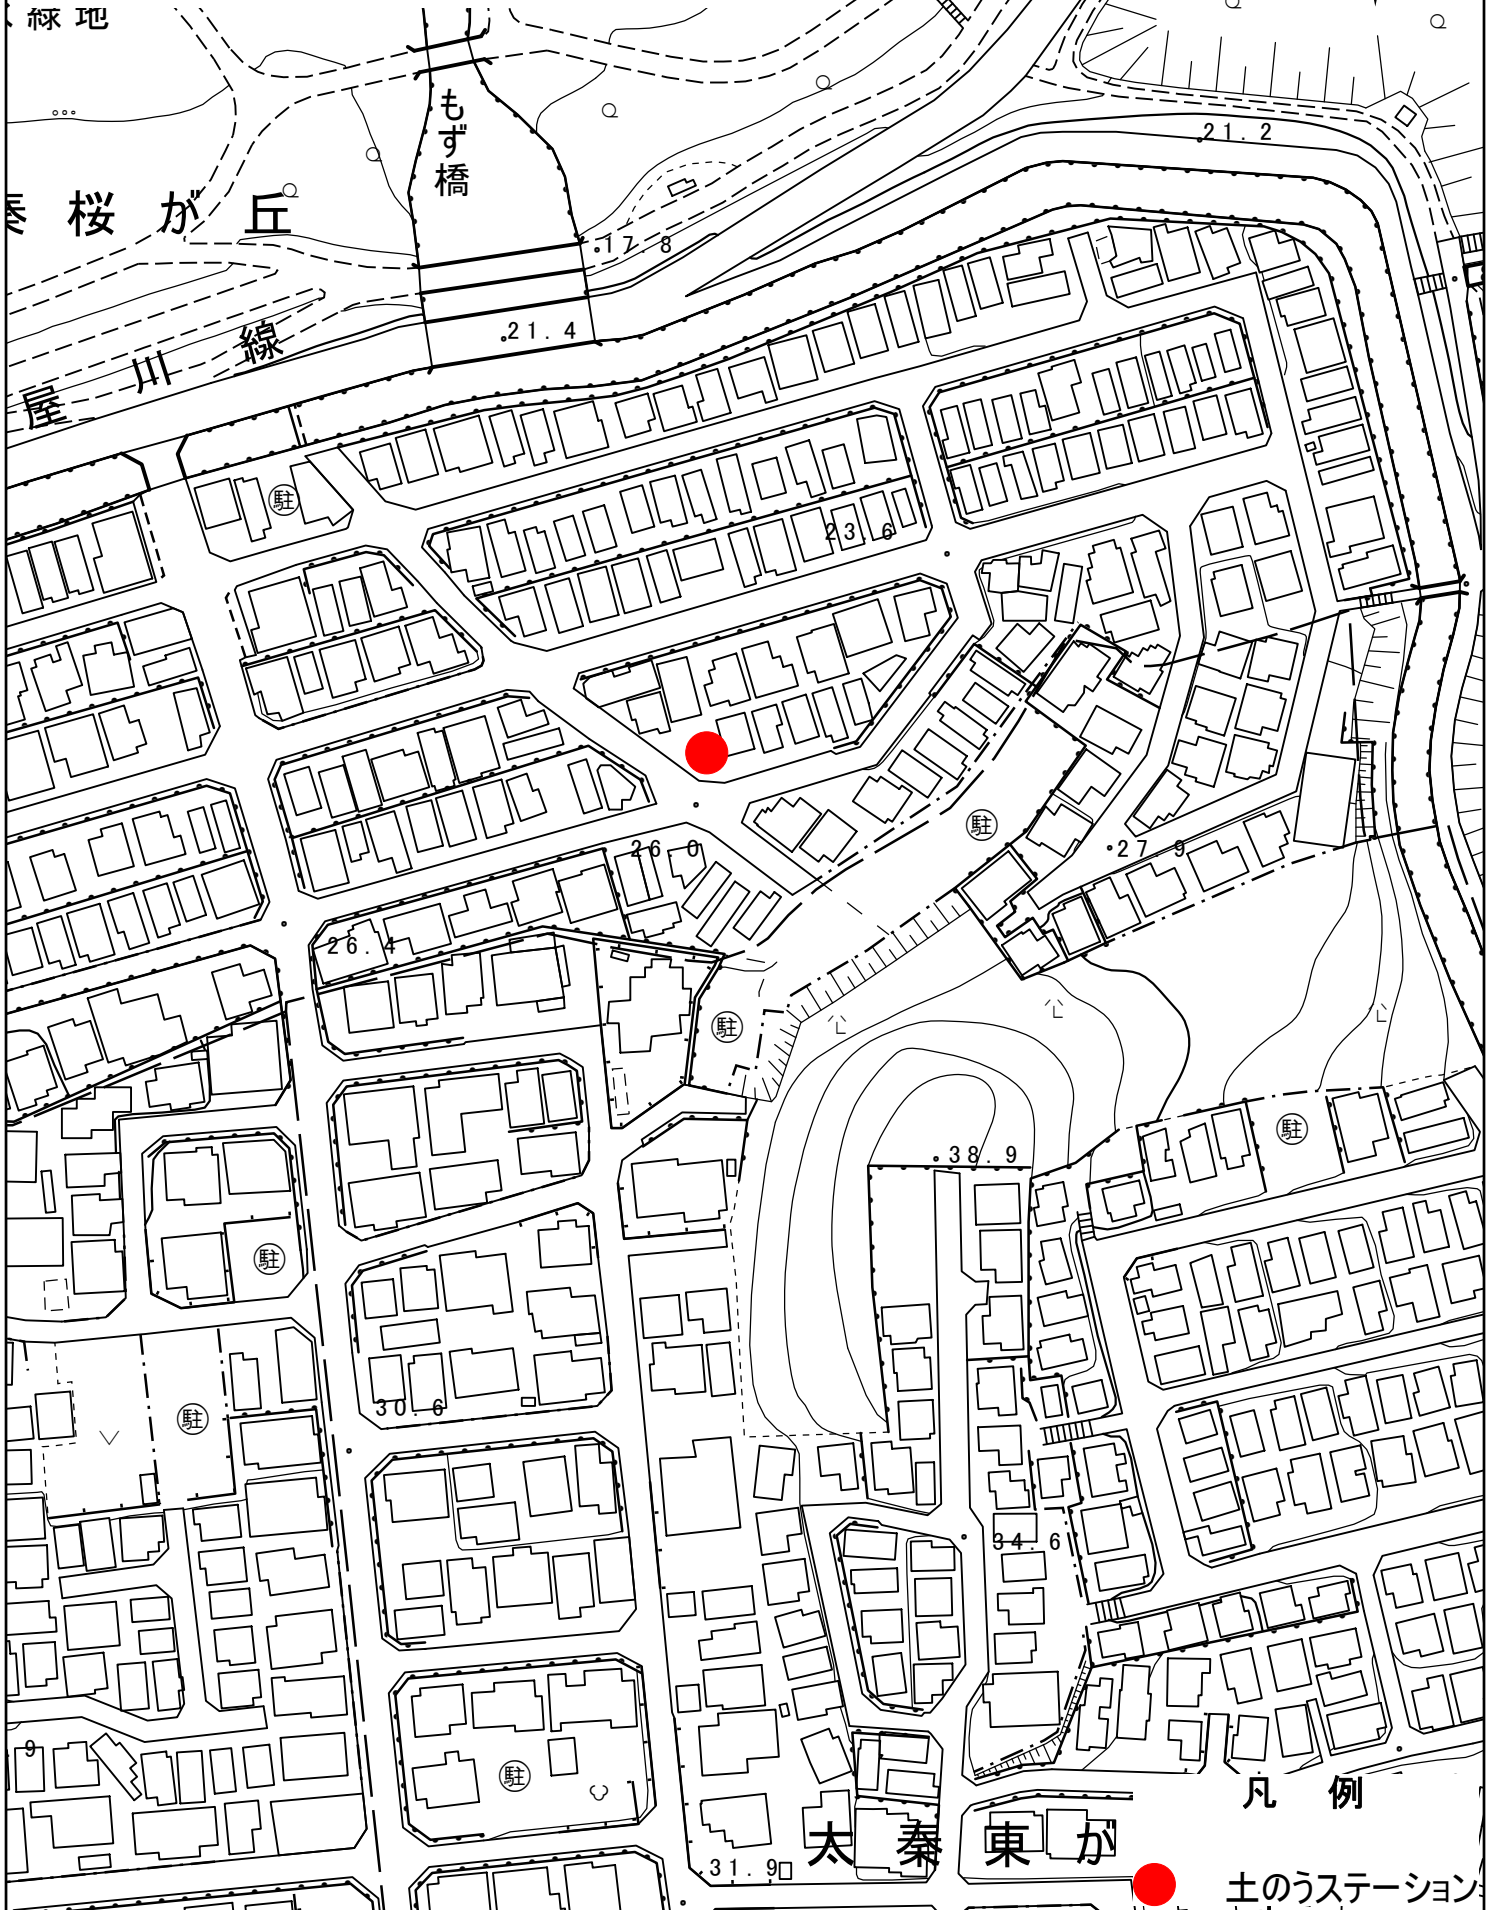 緑地
もず橋
21.2
秦桜が丘
17.8
21.4
屋川線
駐
23.6
駐
26.0
27.9
26.4
駐
駐
38.9
駐
駐
30.6
34.6
9
駐
凡例
太秦東が
31.9
土のうステーション